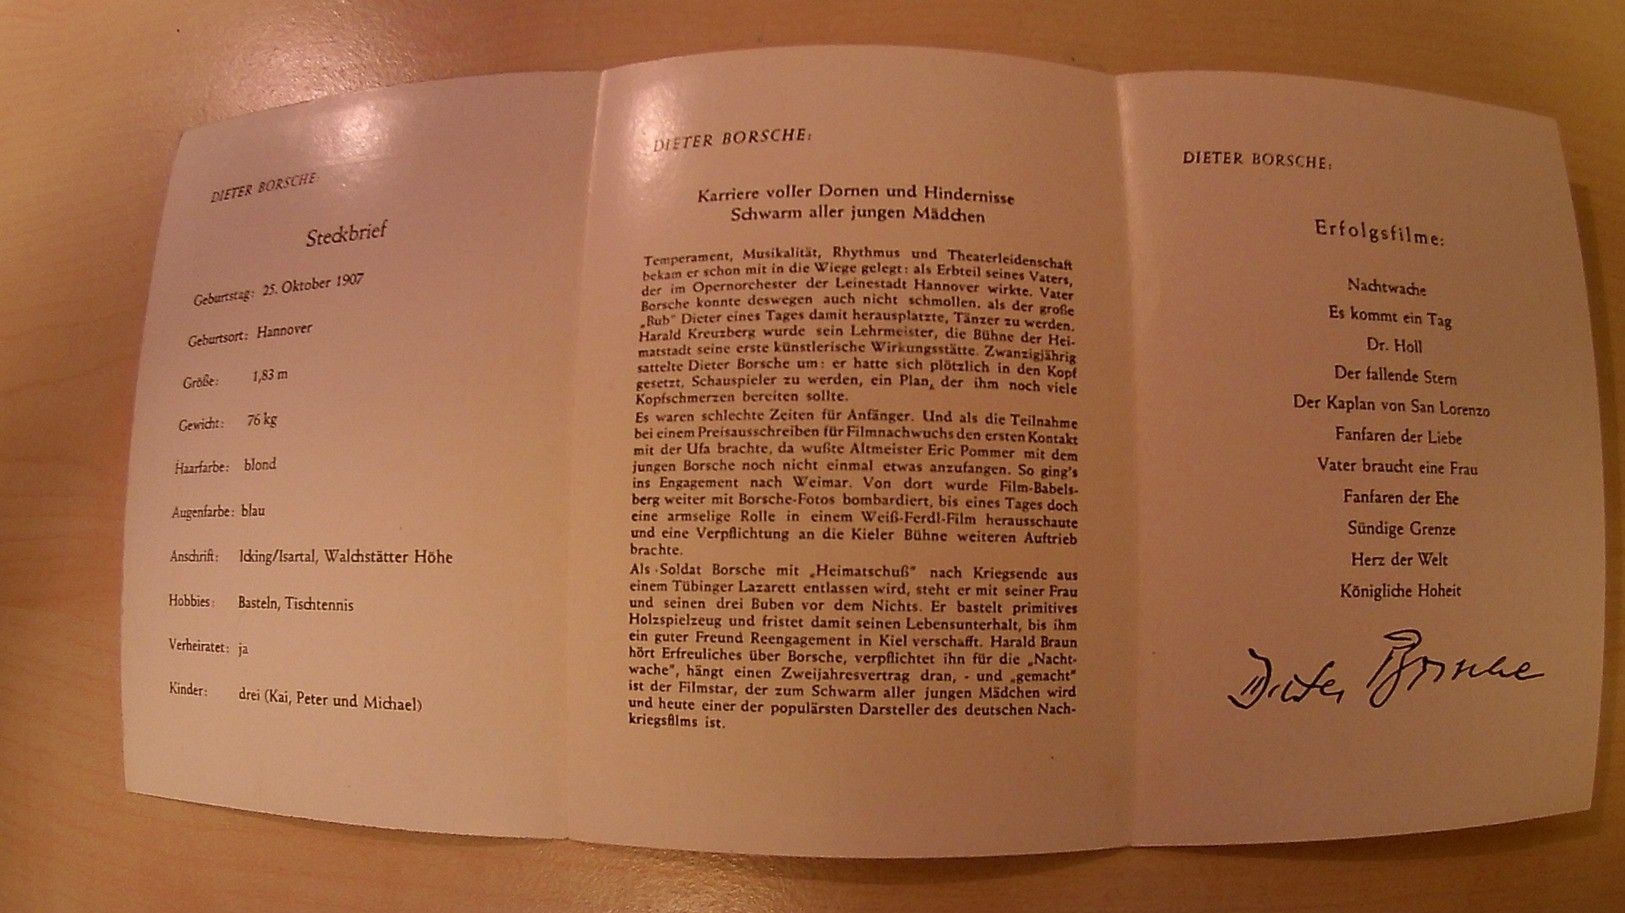 DIETER BORSCHE:
Steckbrief
Geburtstag: 25. Oktober 1907
Geburtsort: Hannover
Größe: 1,83 m
Gewicht: 76 kg
Haarfarbe: blond
Augenfarbe: blau
Anschrift: Icking/Isartal, Walchstätter Höhe
Hobbies: Basteln, Tischtennis
Verheiratet: ja
Kinder: drei (Kai, Peter und Michael)
DIETER BORSCHE:
Karriere voller Dornen und Hindernisse
Schwarm aller jungen Mädchen
Temperament, Musikalität, Rhythmus und Theaterleidenschaft
bekam er schon mit in die Wiege gelegt: als Erbteil seines Vaters,
der im Opernorchester der Leinestadt Hannover wirkte. Vater
Borsche konnte deswegen auch nicht schmollen, als der große
„Bub" Dieter eines Tages damit herausplatzte, Tänzer zu werden.
Harald Kreuzberg wurde sein Lehrmeister, die Bühne der Hei-
matstadt seine erste künstlerische Wirkungsstätte. Zwanzigjährig
sattelte Dieter Borsche um: er hatte sich plötzlich in den Kopf
gesetzt, Schauspieler zu werden, ein Plan, der ihm noch viele
Kopfschmerzen bereiten sollte.
Es waren schlechte Zeiten für Anfänger. Und als die Teilnahme
bei einem Preisausschreiben für Filmnachwuchs den ersten Kontakt
mit der Ufa brachte, da wußte Altmeister Eric Pommer mit dem
jungen Borsche noch nicht einmal etwas anzufangen. So ging's
ins Engagement nach Weimar. Von dort wurde Film-Babels-
berg weiter mit Borsche-Fotos bombardiert, bis eines Tages doch
eine armselige Rolle in einem Weiß-Ferdl-Film herausschaute
und eine Verpflichtung an die Kieler Bühne weiteren Auftrieb
brachte.
Als Soldat Borsche mit „Heimatschuß" nach Kriegsende aus
einem Tübinger Lazarett entlassen wird, steht er mit seiner Frau
und seinen drei Buben vor dem Nichts. Er bastelt primitives
Holzspielzeug und fristet damit seinen Lebensunterhalt, bis ihm
ein guter Freund Reengagement in Kiel verschafft. Harald Braun
hört Erfreuliches über Borsche, verpflichtet ihn für die „Nacht-
wache", hängt einen Zweijahresvertrag dran, - und „gemacht"
ist der Filmstar, der zum Schwarm aller jungen Mädchen wird
und heute einer der populärsten Darsteller des deutschen Nach-
kriegsfilms ist.
DIETER BORSCHE:
Erfolgsfilme:
Nachtwache
Es kommt ein Tag
Dr. Holl
Der fallende Stern
Der Kaplan von San Lorenzo
Fanfaren der Liebe
Vater braucht eine Frau
Fanfaren der Ehe
Sündige Grenze
Herz der Welt
Königliche Hoheit
Dieter Borsche